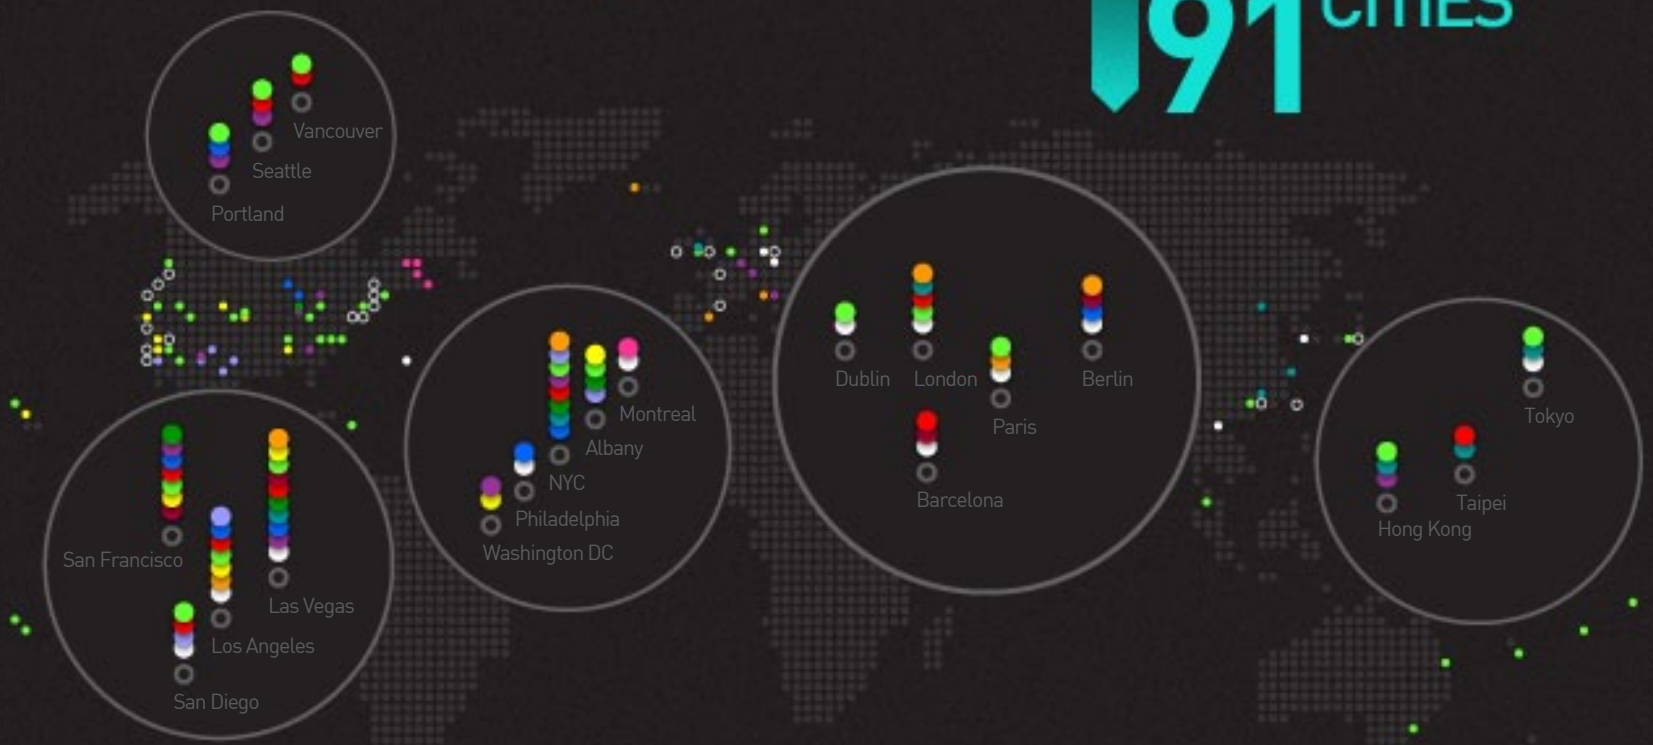 91 CITIES
Vancouver
Seattle
Portland
San Francisco
Las Vegas
Los Angeles
San Diego
Montreal
Albany
NYC
Philadelphia
Washington DC
Dublin
London
Berlin
Paris
Barcelona
Tokyo
Taipei
Hong Kong